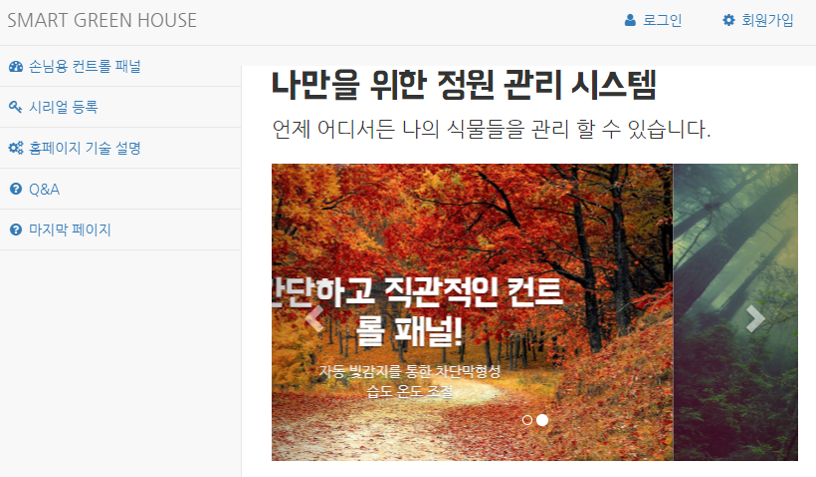 SMART GREEN HOUSE
로그인
회원가입
손님용 컨트롤 패널
시리얼 등록
홈페이지 기술 설명
Q&A
마지막 페이지
나만을 위한 정원 관리 시스템
언제 어디서든 나의 식물들을 관리 할 수 있습니다.
간단하고 직관적인 컨트
롤 패널!
자동 빛감지를 통한 차단막형성
습도 온도 조절